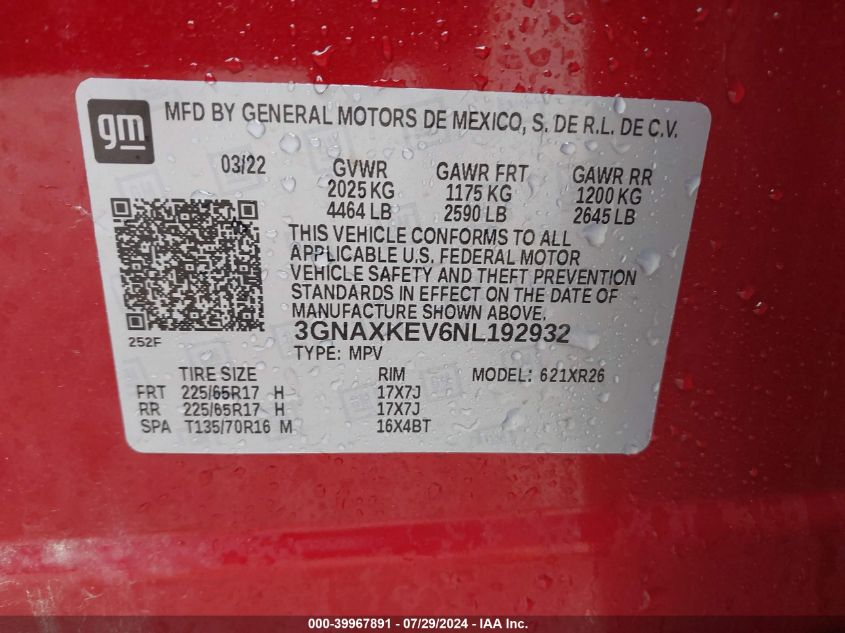 gm
MFD BY GENERAL MOTORS DE MEXICO, S. DE R.L. DE C.V.
03/22 GVWR GAWR FRT GAWR RR
2025 KG 1175 KG 1200 KG
4464 LB 2590 LB 2645 LB
THIS VEHICLE CONFORMS TO ALL
APPLICABLE U.S. FEDERAL MOTOR
VEHICLE SAFETY AND THEFT PREVENTION
STANDARDS IN EFFECT ON THE DATE OF
MANUFACTURE SHOWN ABOVE.
252F 3GNAXKEV6NL192932
TYPE: MPV
TIRE SIZE RIM MODEL: 621XR26
FRT 225/65R17 H 17X7J
RR 225/65R17 H 17X7J
SPA T135/70R16 M 16X4BT
000-39967891 - 07/29/2024 - IAA Inc.